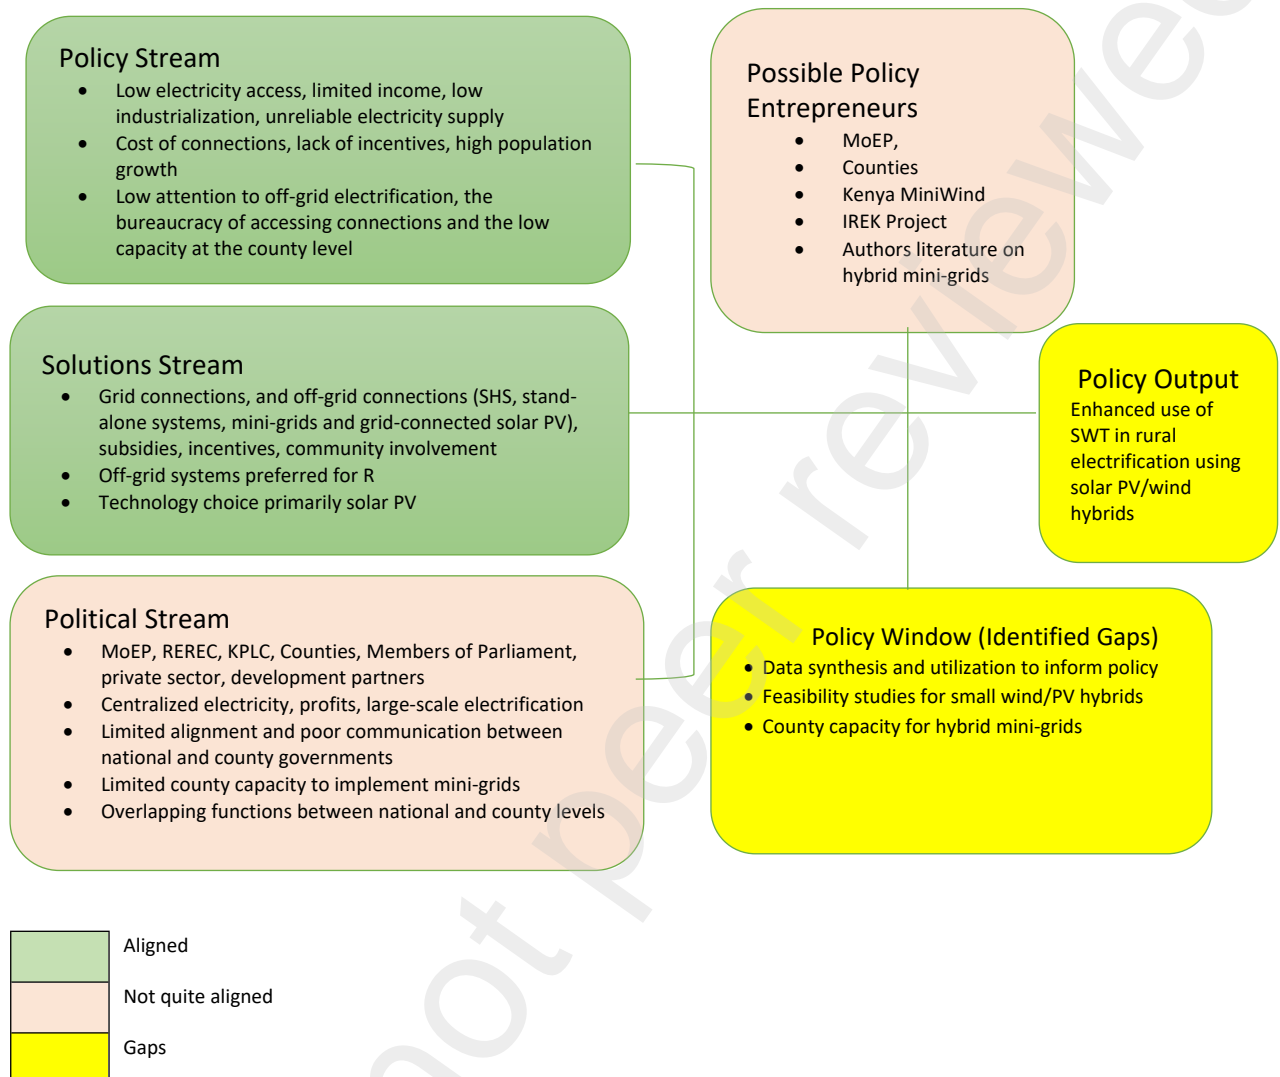 Policy Stream
• Low electricity access, limited income, low
industrialization, unreliable electricity supply
• Cost of connections, lack of incentives, high population
growth
• Low attention to off-grid electrification, the
bureaucracy of accessing connections and the low
capacity at the county level
Possible Policy
Entrepreneurs
• MoEP,
• Counties
• Kenya MiniWind
• IREK Project
• Authors literature on
hybrid mini-grids
Solutions Stream
• Grid connections, and off-grid connections (SHS, stand-
alone systems, mini-grids and grid-connected solar PV),
subsidies, incentives, community involvement
• Off-grid systems preferred for R
• Technology choice primarily solar PV
Policy Output
Enhanced use of
SWT in rural
electrification using
solar PV/wind
hybrids
Political Stream
• MoEP, REREC, KPLC, Counties, Members of Parliament,
private sector, development partners
• Centralized electricity, profits, large-scale electrification
• Limited alignment and poor communication between
national and county governments
• Limited county capacity to implement mini-grids
• Overlapping functions between national and county levels
Policy Window (Identified Gaps)
• Data synthesis and utilization to inform policy
• Feasibility studies for small wind/PV hybrids
• County capacity for hybrid mini-grids
Aligned
Not quite aligned
Gaps
not peer reviewed